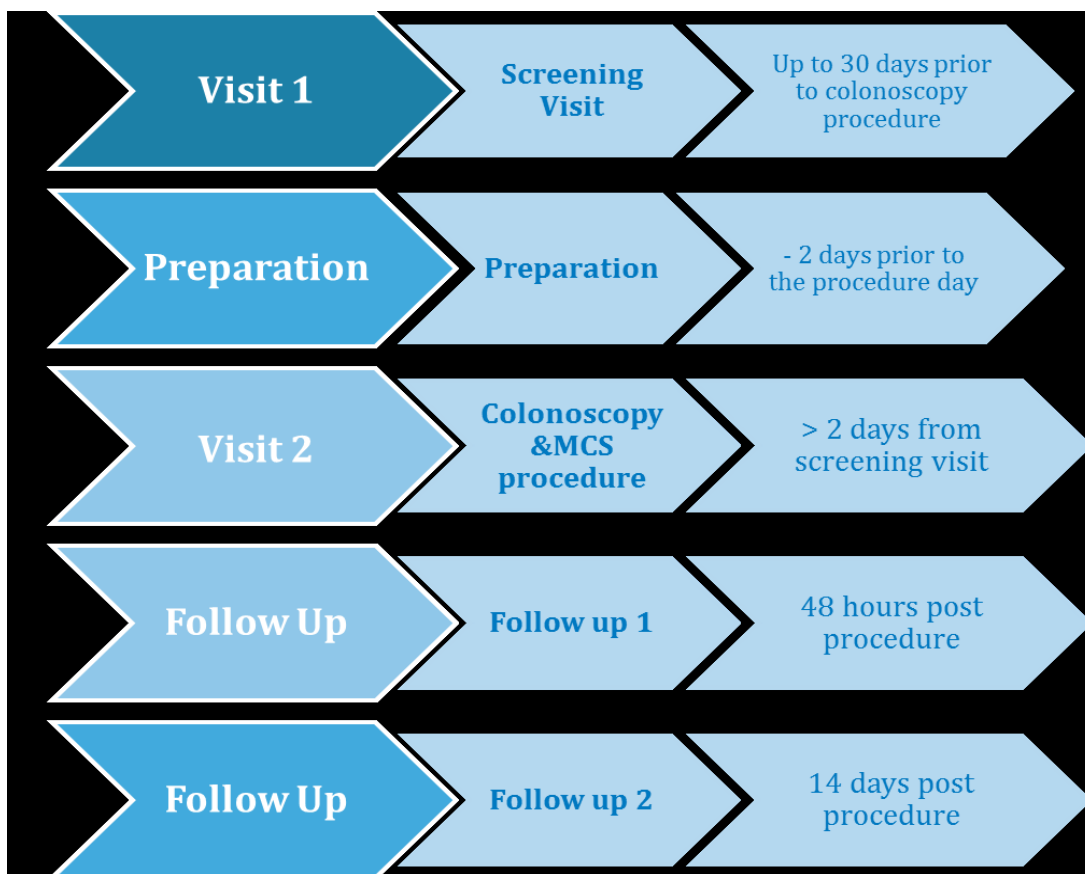 Visit 1
Screening
Visit
Up to 30 days prior
to colonoscopy
procedure
Preparation
Preparation
- 2 days prior to
the procedure day
Visit 2
Colonoscopy
&MCS
procedure
> 2 days from
screening visit
Follow Up
Follow up 1
48 hours post
procedure
Follow Up
Follow up 2
14 days post
procedure